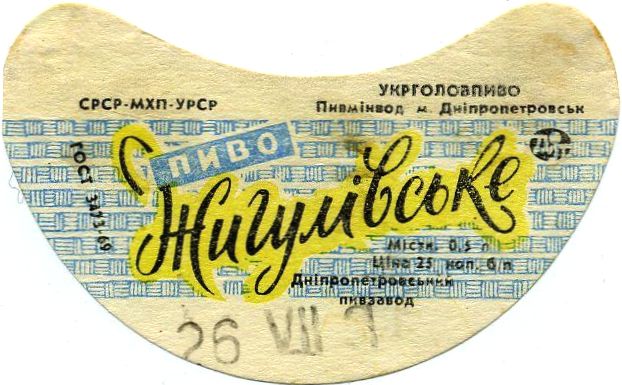 СРСР-МХП-УРСР
УКРГОЛОВПИВО
Пивмінвод м. Дніпропетровськ
ПИВО
ГОСТ 3473-69
Жигулівське
Містк. 0,5 л
Ціна 25 коп. б/п
Дніпропетровський
пивзавод
26 VII